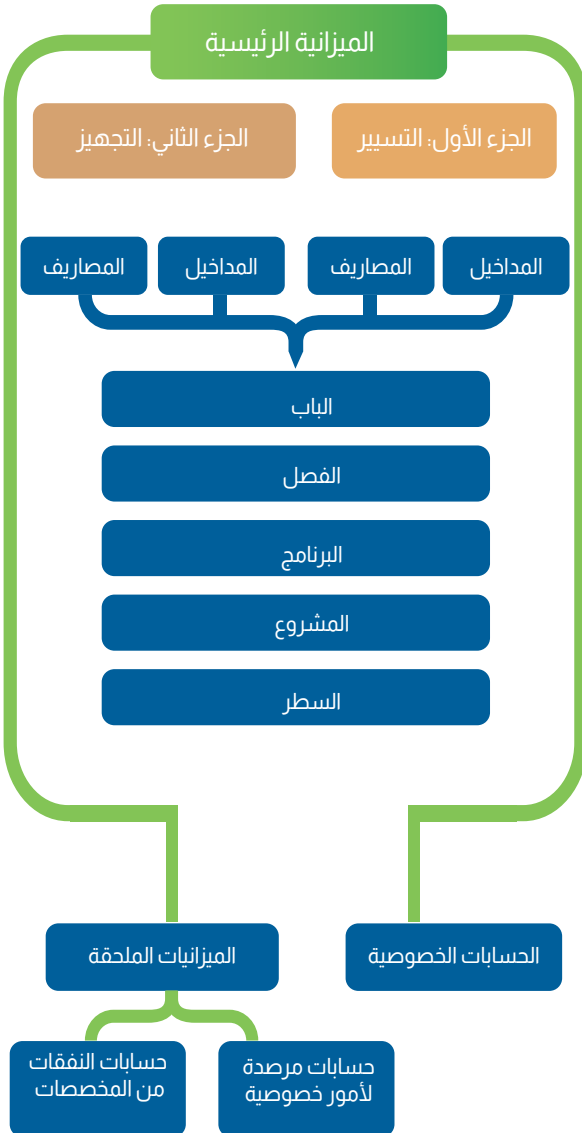 الميزانية الرئيسية
الجزء الأول: التسيير
الجزء الثاني: التجهيز
المداخيل
المصاريف
المداخيل
المصاريف
الباب
الفصل
البرنامج
المشروع
السطر
الحسابات الخصوصية
الميزانيات الملحقة
حسابات مرصدة
لأمور خصوصية
حسابات النفقات
من المخصصات